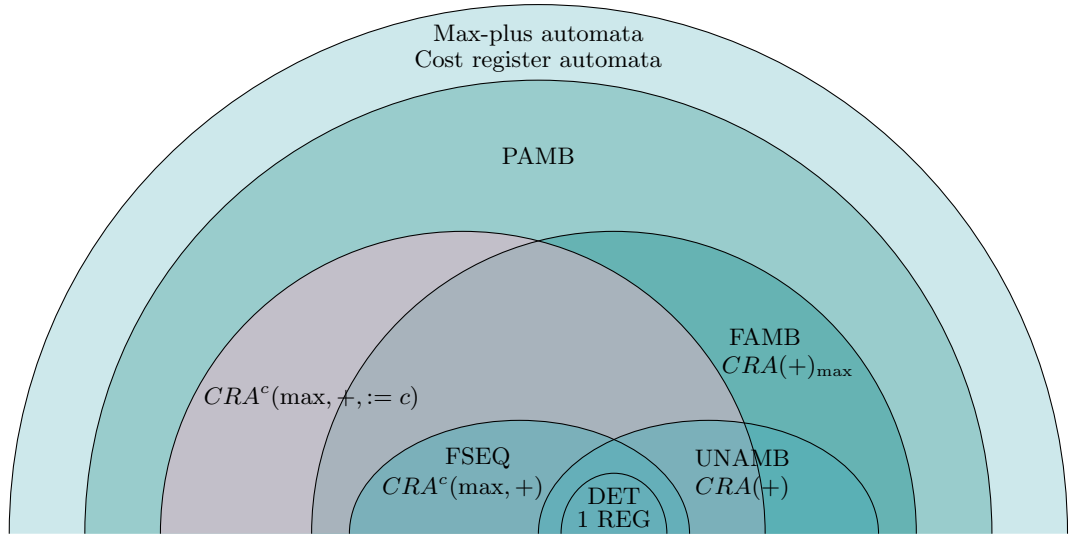 Max-plus automata
Cost register automata
PAMB
FAMB
CRA(+)max
CRA^c(max, +, := c)
FSEQ
CRA^c(max, +)
UNAMB
CRA(+)
DET
1 REG